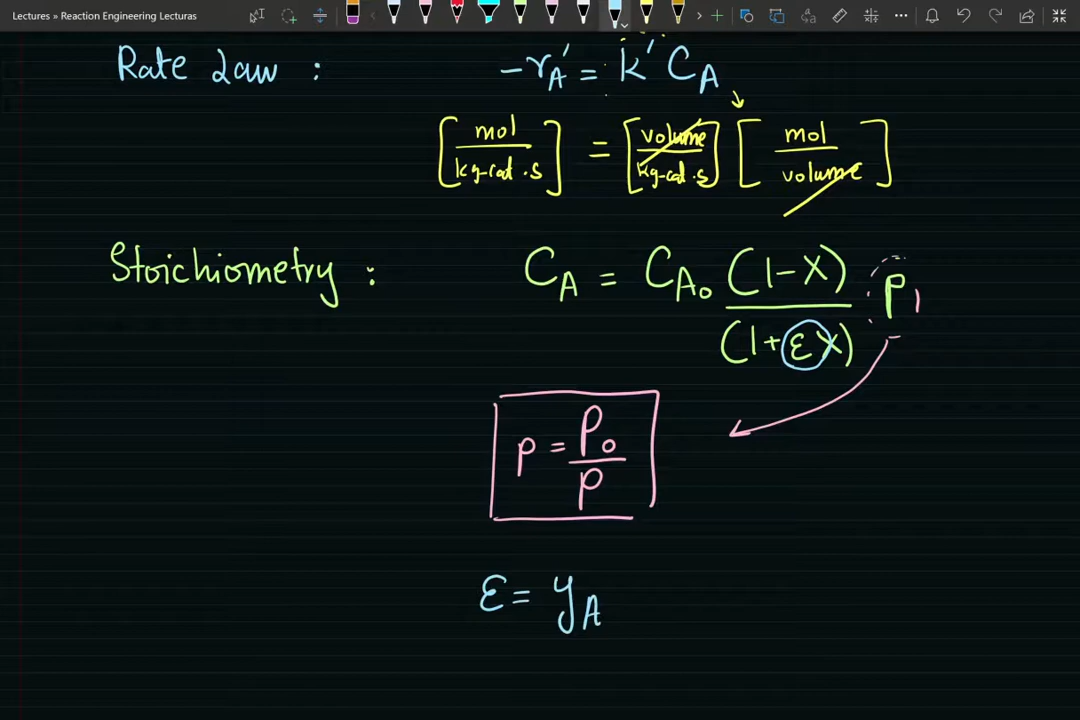 Lectures » Reaction Engineering Lecturas
Rate Law : -rA' = k' CA
[mol / kg-cat .s] = [volume / kg-cat .s] [mol / volume]
Stoichiometry : CA = CA0 (1-X) / (1+εX) p
p = P0 / P
ε = yA